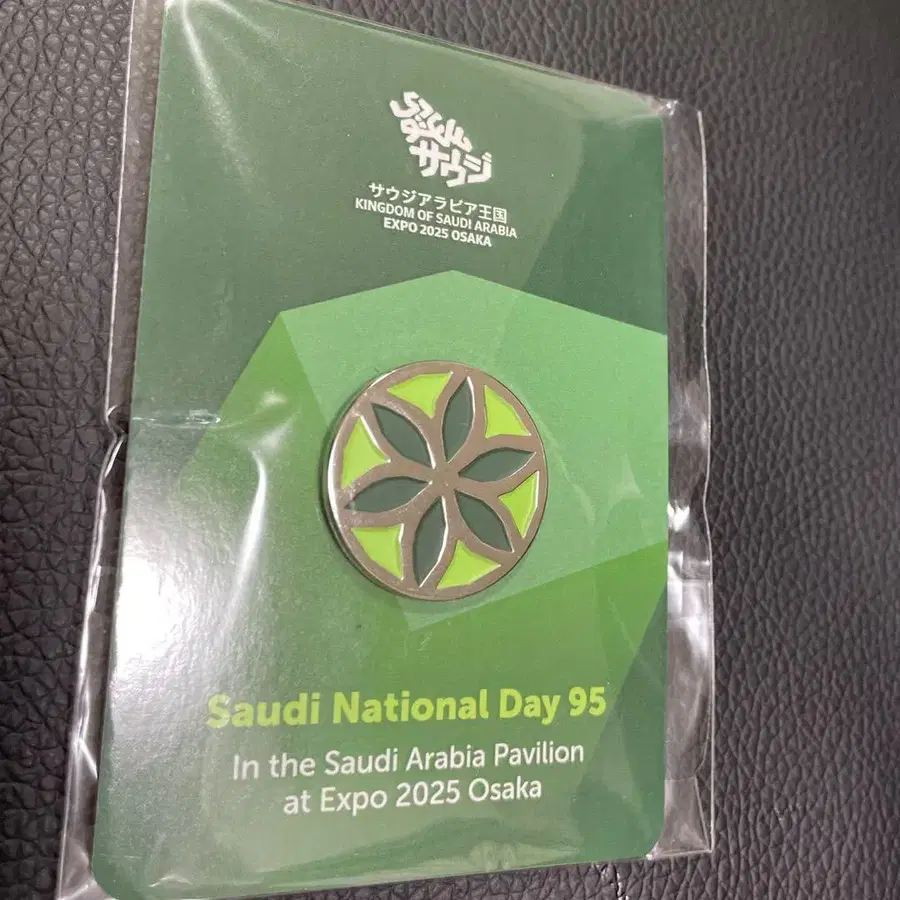 サウジ
サウジアラビア王国
KINGDOM OF SAUDI ARABIA
EXPO 2025 OSAKA
Saudi National Day 95
In the Saudi Arabia Pavilion
at Expo 2025 Osaka